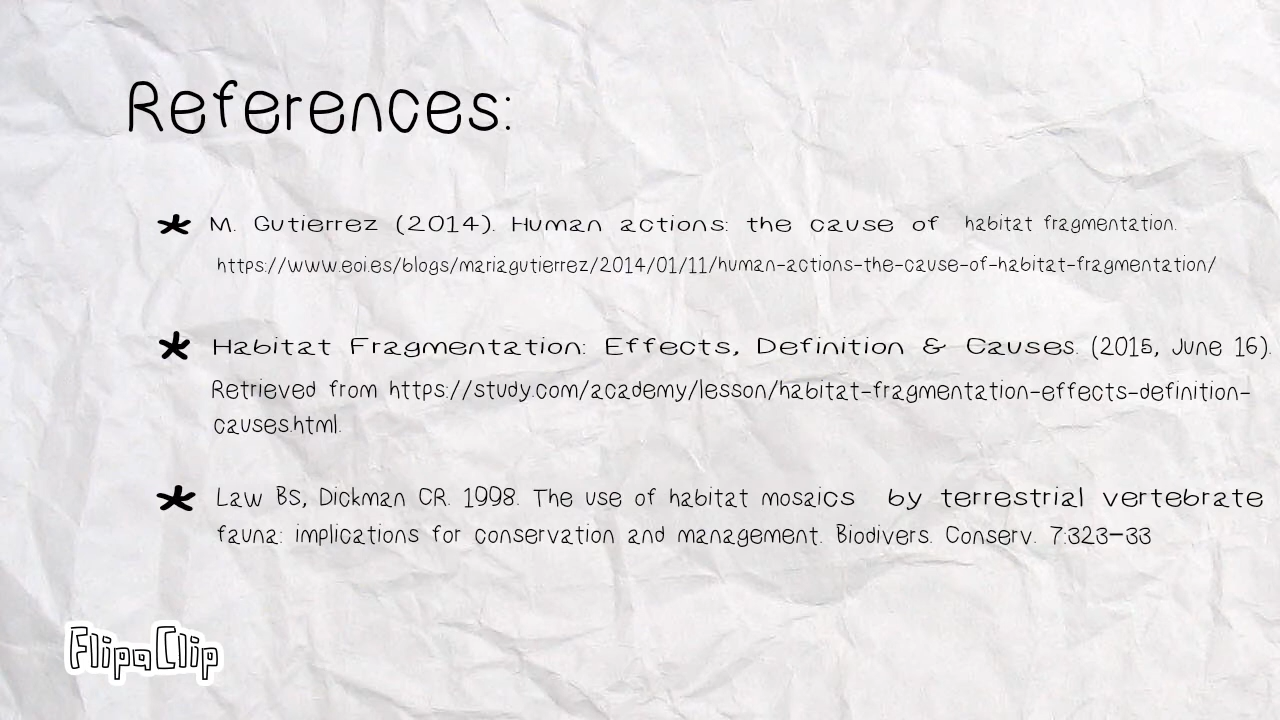 References:
* M. Gutierrez (2014). Human actions: the cause of habitat fragmentation.
https://www.eoi.es/blogs/mariagutierrez/2014/01/11/human-actions-the-cause-of-habitat-fragmentation/
* Habitat Fragmentation: Effects, Definition & Causes. (2015, June 16).
Retrieved from https://study.com/academy/lesson/habitat-fragmentation-effects-definition-
causes.html.
* Law BS, Dickman CR. 1998. The use of habitat mosaics by terrestrial vertebrate
fauna: implications for conservation and management. Biodivers. Conserv. 7:323–33
FlipaClip